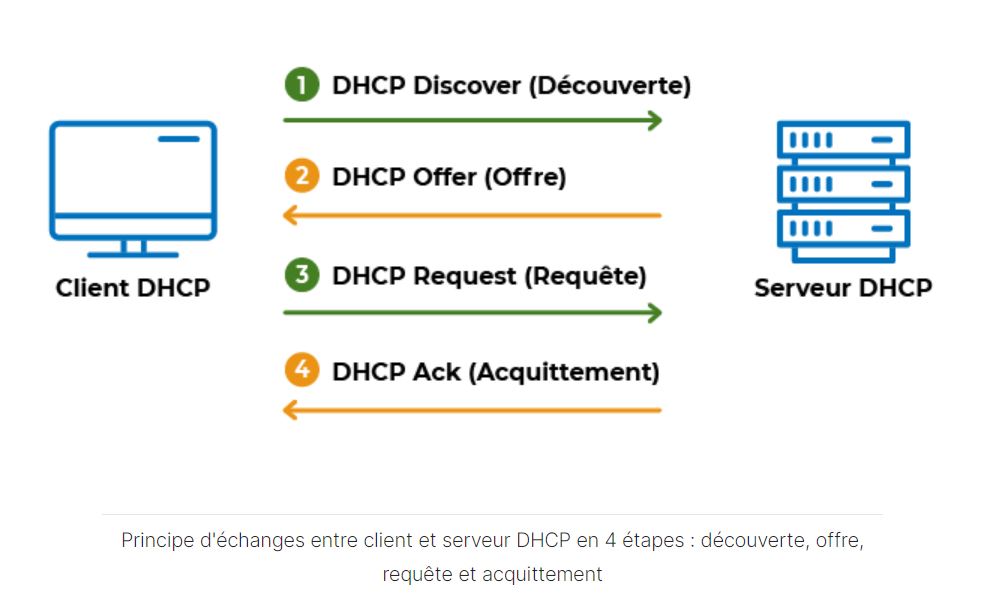 1 DHCP Discover (Découverte)
2 DHCP Offer (Offre)
3 DHCP Request (Requête)
4 DHCP Ack (Acquittement)
Client DHCP
Serveur DHCP
Principe d'échanges entre client et serveur DHCP en 4 étapes : découverte, offre,
requête et acquittement